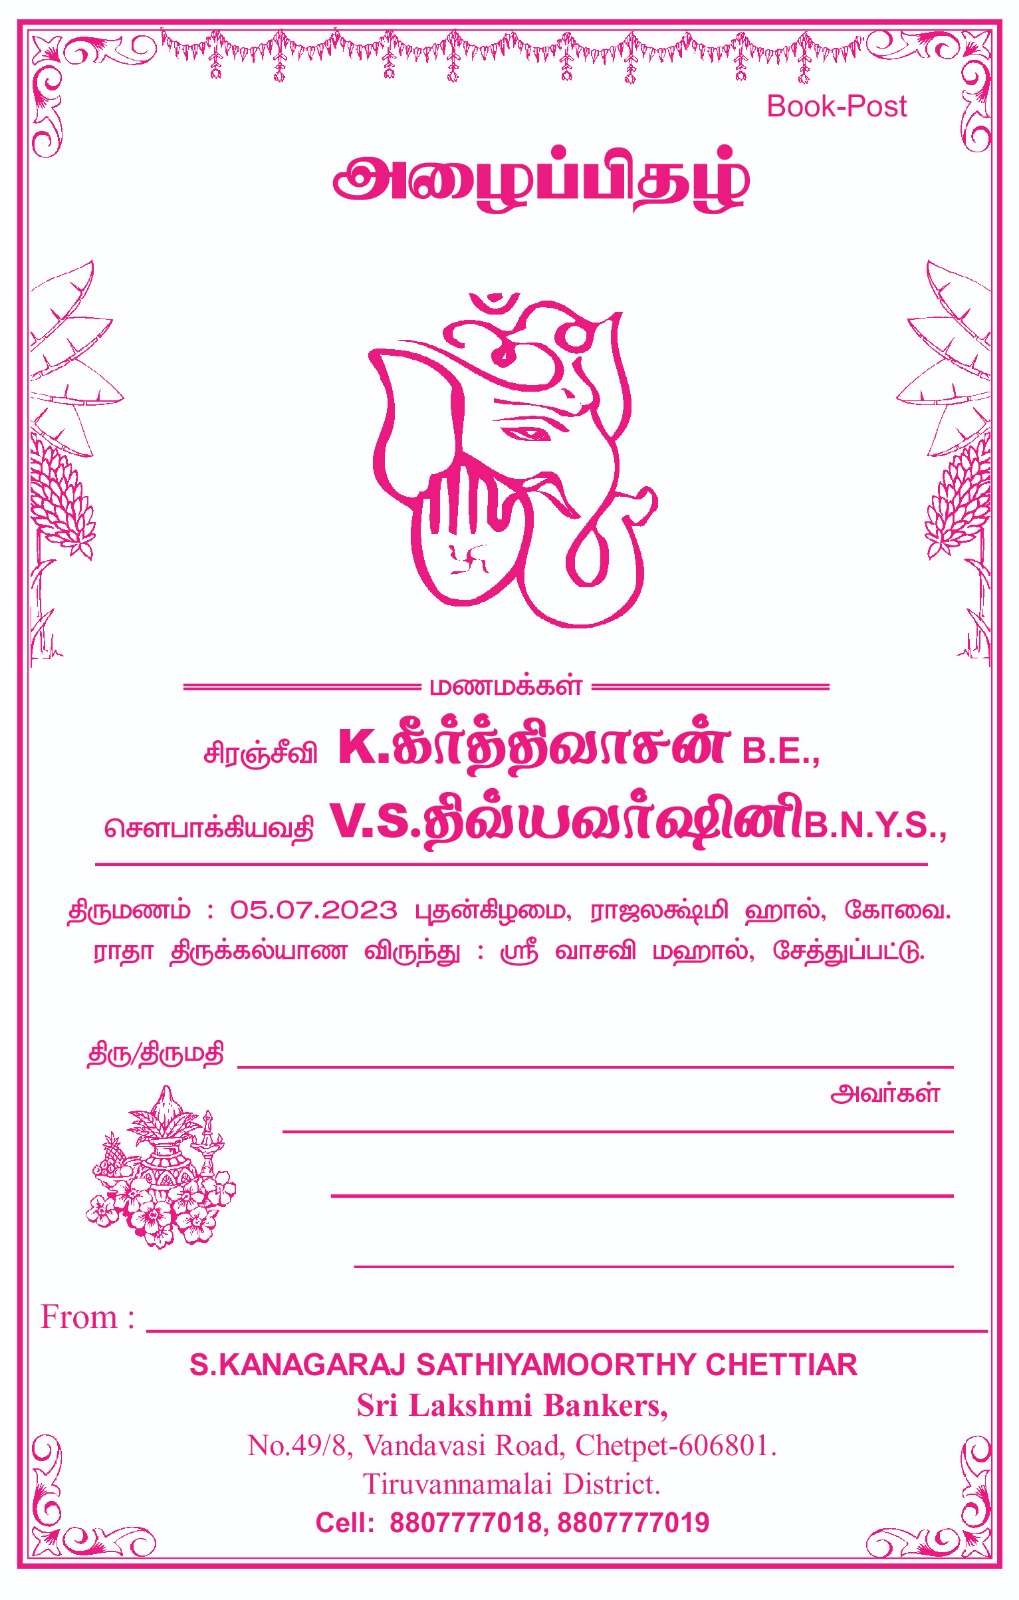 Book-Post
அழைப்பிதழ்
மணமக்கள்
சிரஞ்சீவி K.கீர்த்திவாசன் B.E.,
சௌபாக்கியவதி V.S.திவ்யவர்ஷினி B.N.Y.S.,
திருமணம் : 05.07.2023 புதன்கிழமை, ராஜலக்ஷ்மி ஹால், கோவை.
ராதா திருக்கல்யாண விருந்து : ஸ்ரீ வாசவி மஹால், சேத்துப்பட்டு.
திரு/திருமதி
அவர்கள்
From :
S.KANAGARAJ SATHIYAMOORTHY CHETTIAR
Sri Lakshmi Bankers,
No.49/8, Vandavasi Road, Chetpet-606801.
Tiruvannamalai District.
Cell: 8807777018, 8807777019